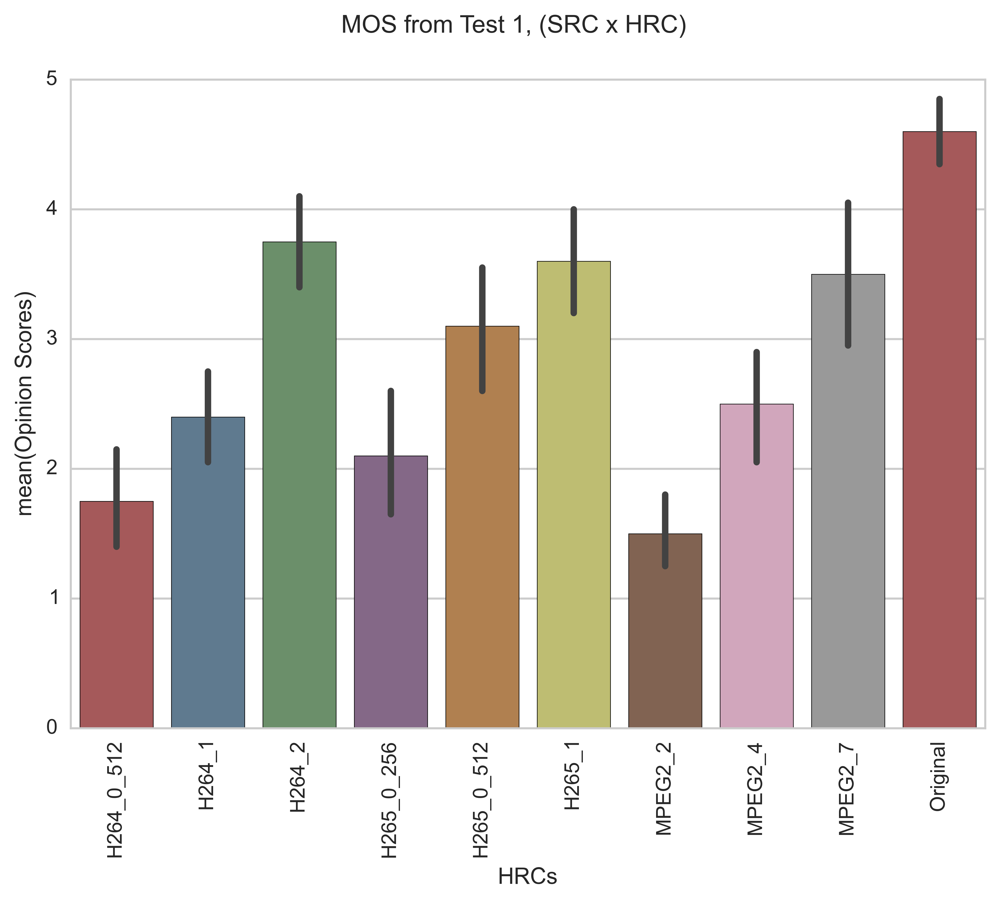 MOS from Test 1, (SRC x HRC)
mean(Opinion Scores)
5
4
3
2
1
0
H264_0_512
H264_1
H264_2
H265_0_256
H265_0_512
H265_1
MPEG2_2
MPEG2_4
MPEG2_7
Original
HRCs